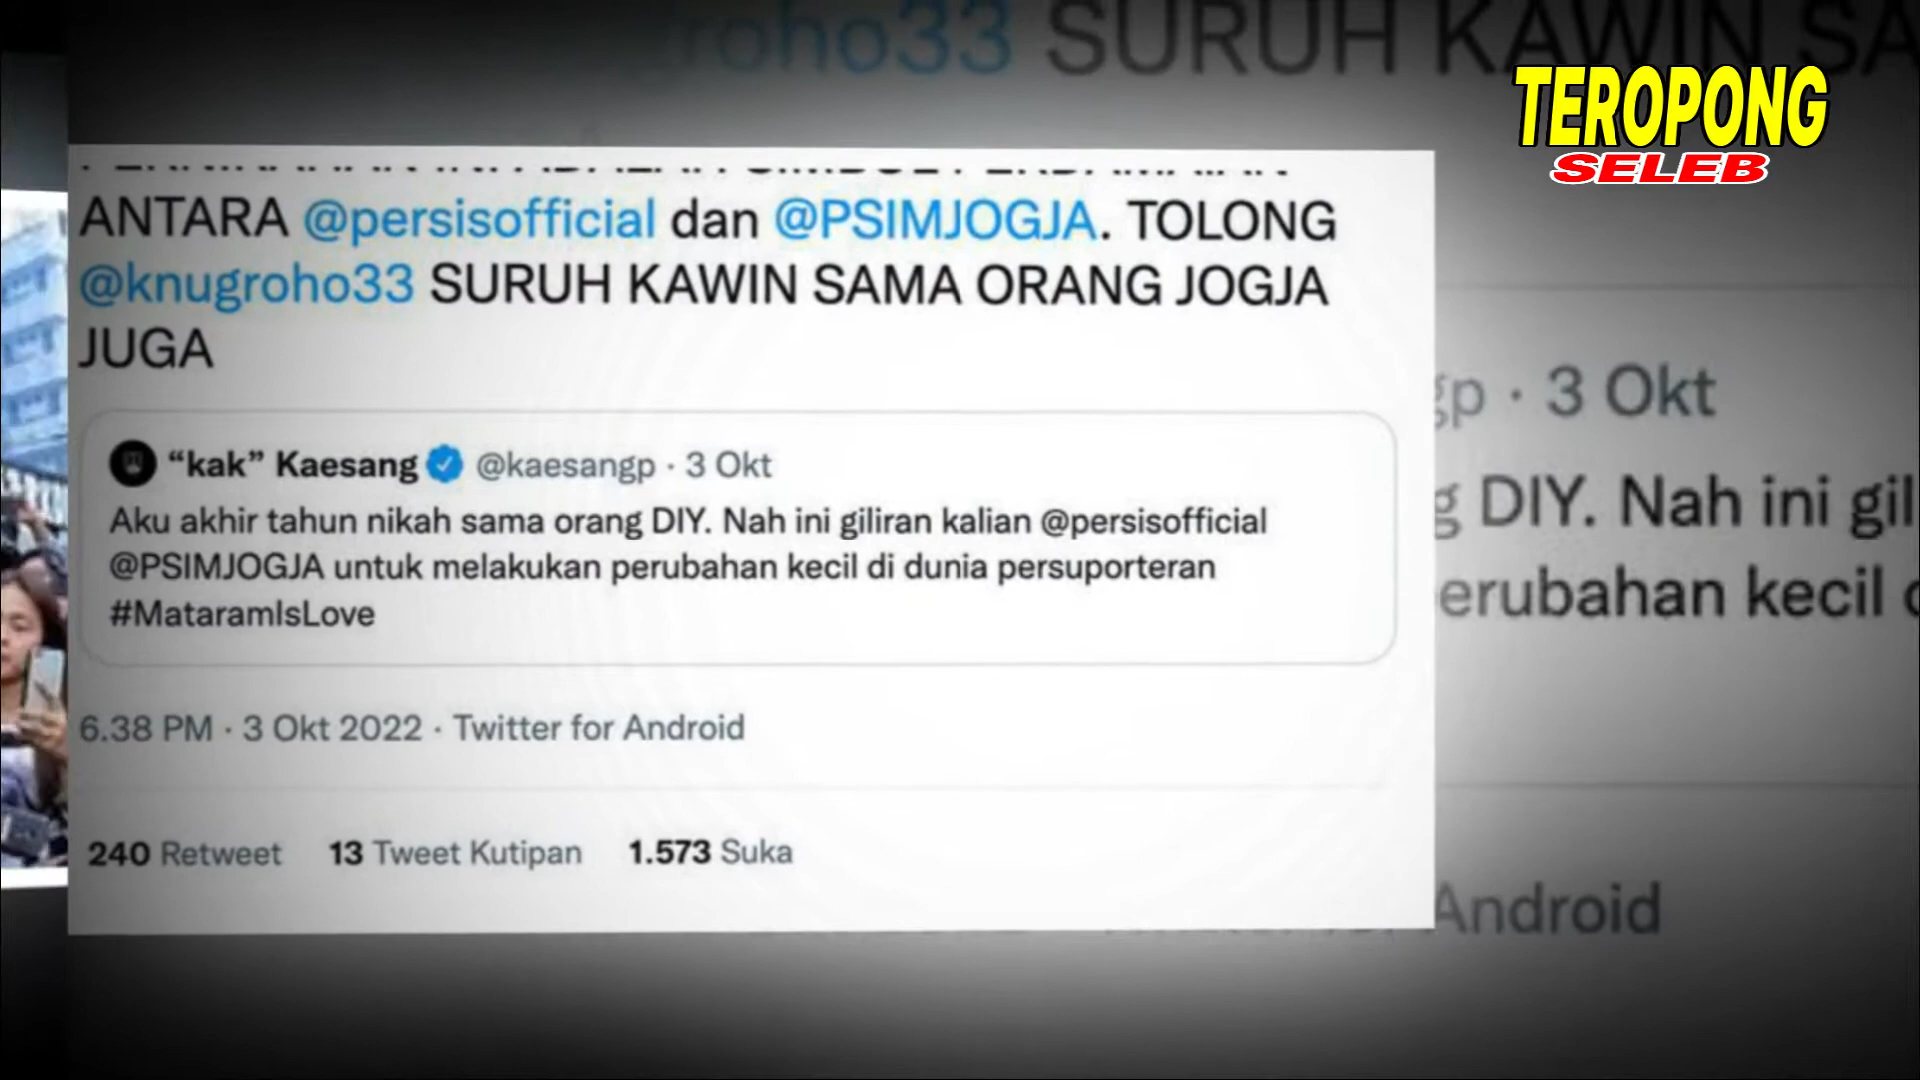 roho33 SURUH KAWIN SA
TEROPONG
SELEB
ANTARA @persisofficial dan @PSIMJOGJA. TOLONG
@knugroho33 SURUH KAWIN SAMA ORANG JOGJA
JUGA
“kak” Kaesang @kaesangp · 3 Okt
Aku akhir tahun nikah sama orang DIY. Nah ini giliran kalian @persisofficial
@PSIMJOGJA untuk melakukan perubahan kecil di dunia persuporteran
#MataramIsLove
6.38 PM · 3 Okt 2022 · Twitter for Android
240 Retweet 13 Tweet Kutipan 1.573 Suka
gp · 3 Okt
g DIY. Nah ini gil
erubahan kecil d
Android